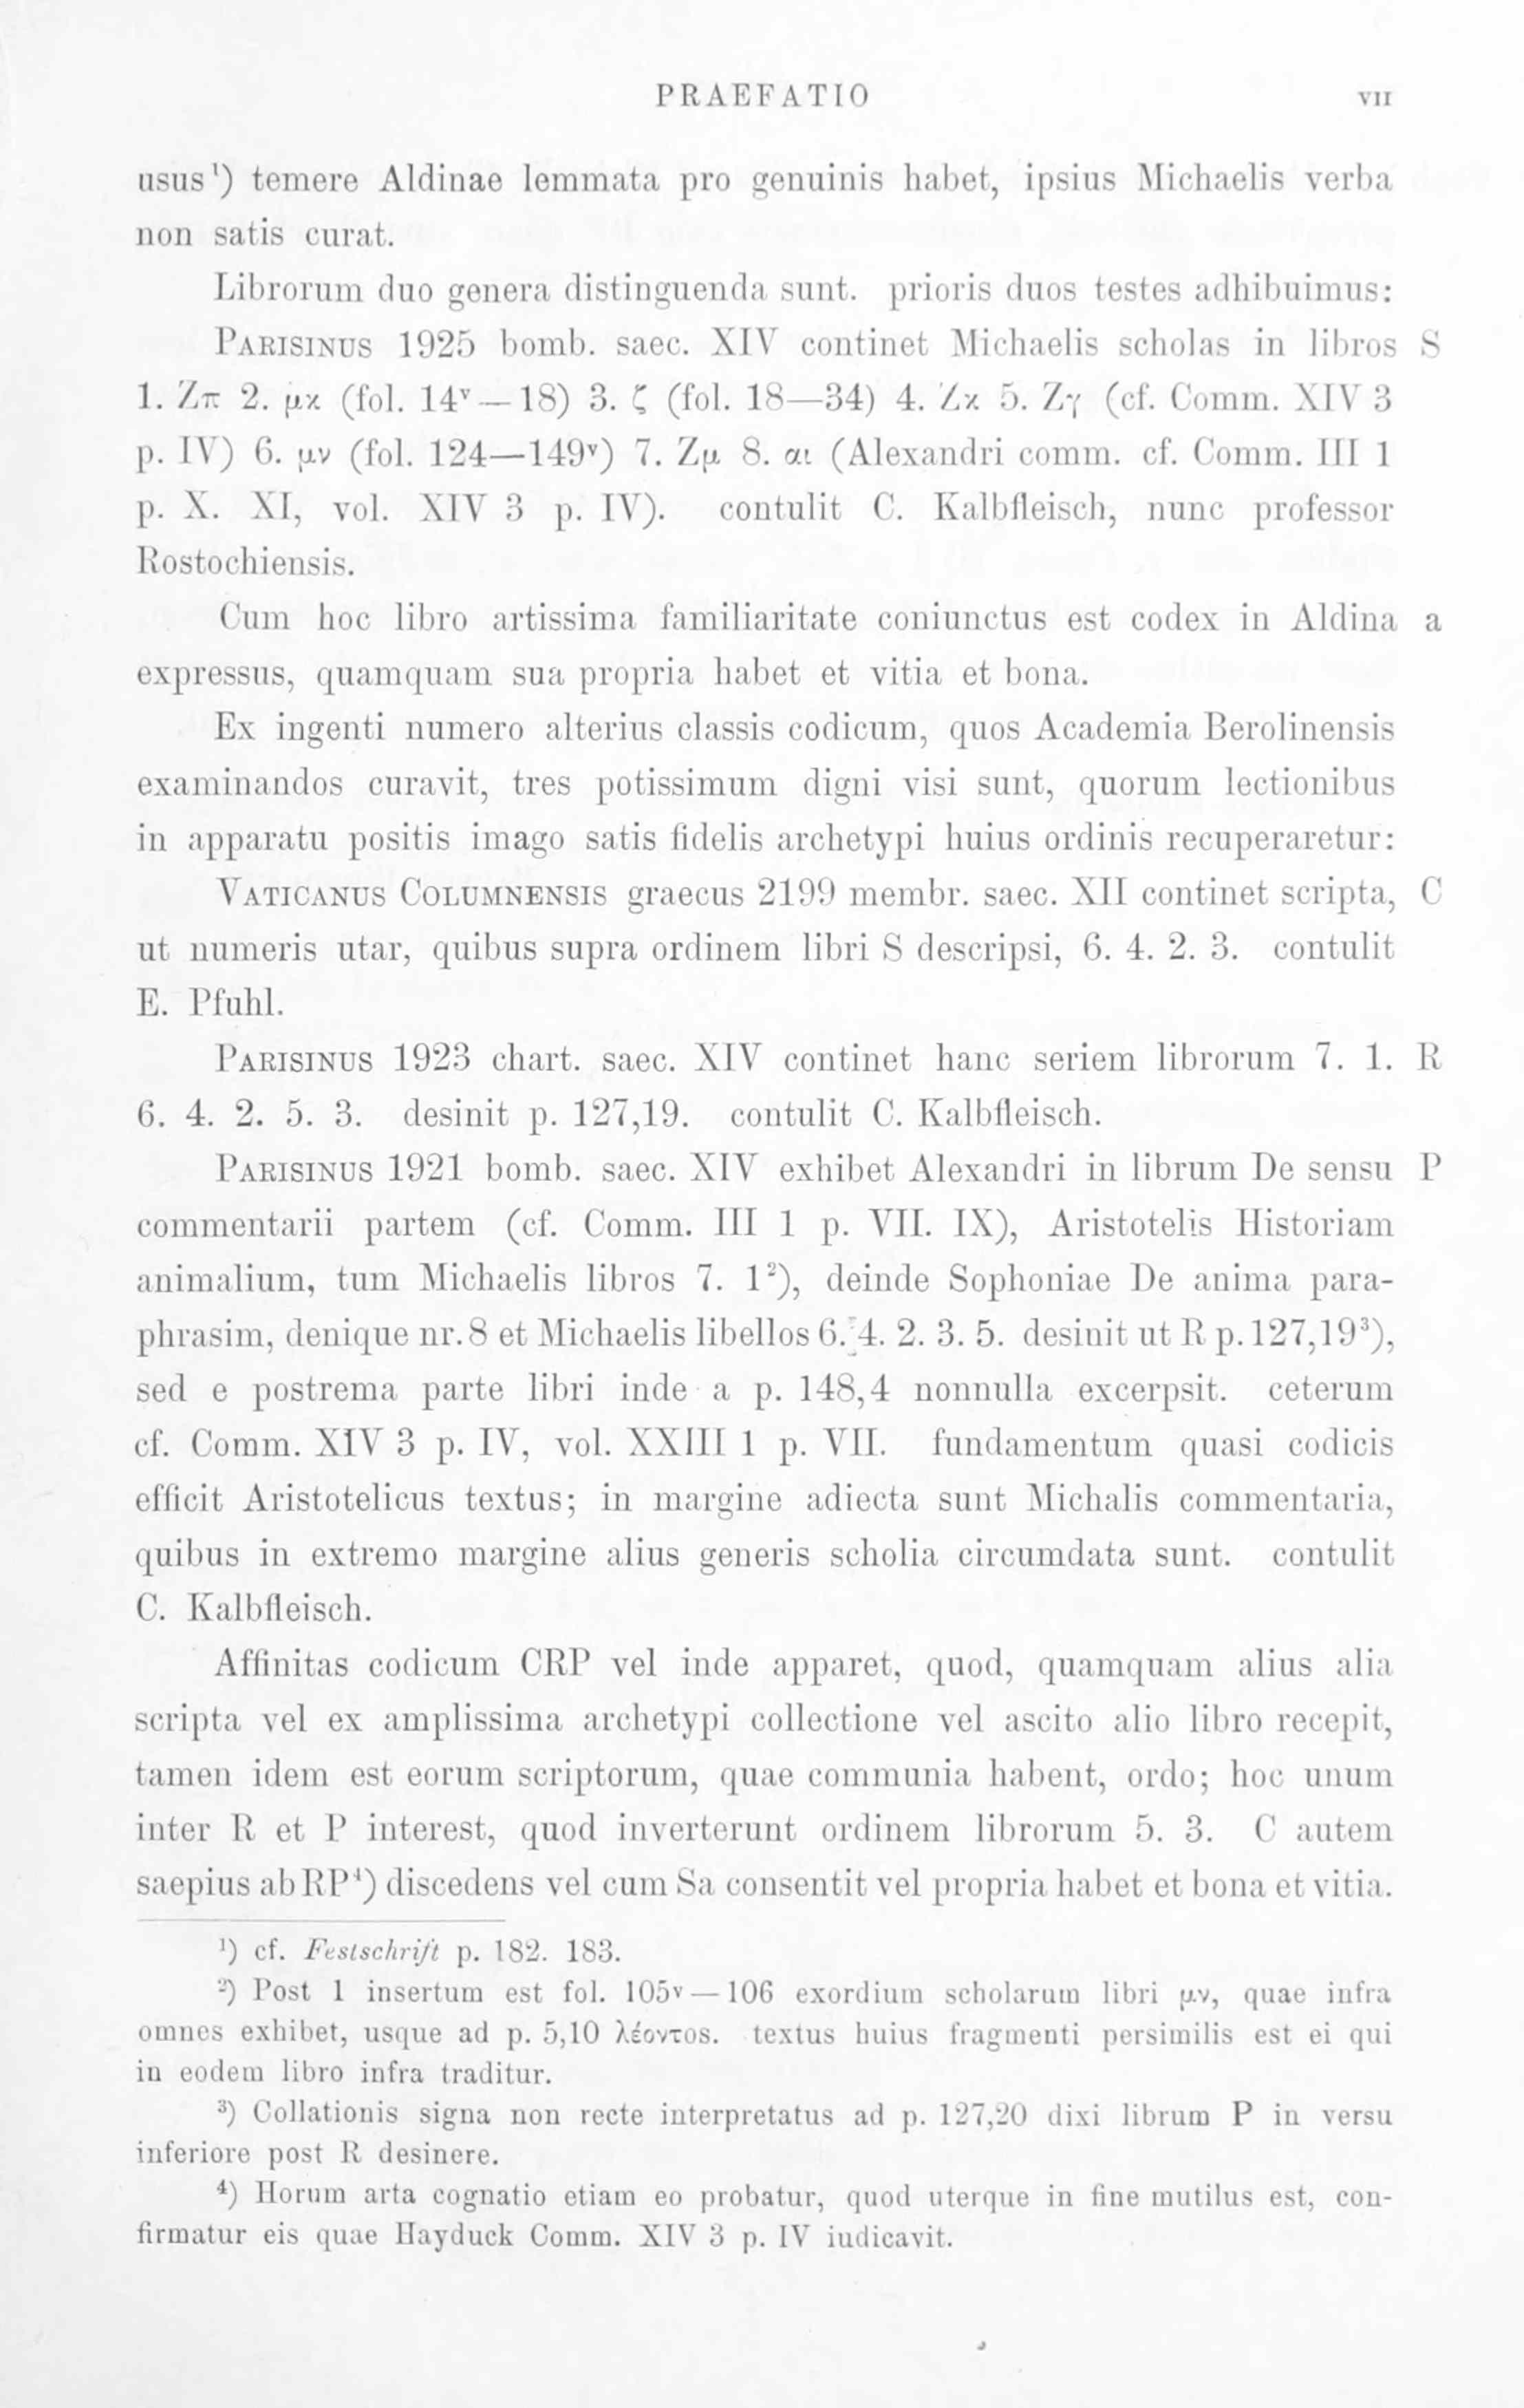 PRAEFATIO VII
usus¹) temere Aldinae lemmata pro genuinis habet, ipsius Michaelis verba
non satis curat.
Librorum duo genera distinguenda sunt. prioris duos testes adhibuimus:
PARISINUS 1925 bomb. saec. XIV continet Michaelis scholas in libros S
1. Ζπ 2. μκ (fol. 14ᵛ—18) 3. ζ (fol. 18—34) 4. Ζκ 5. Ζγ (cf. Comm. XIV 3
p. IV) 6. μν (fol. 124—149ᵛ) 7. Ζμ 8. αι (Alexandri comm. cf. Comm. III 1
p. X. XI, vol. XIV 3 p. IV). contulit C. Kalbfleisch, nunc professor
Rostochiensis.
Cum hoc libro artissima familiaritate coniunctus est codex in Aldina a
expressus, quamquam sua propria habet et vitia et bona.
Ex ingenti numero alterius classis codicum, quos Academia Berolinensis
examinandos curavit, tres potissimum digni visi sunt, quorum lectionibus
in apparatu positis imago satis fidelis archetypi huius ordinis recuperaretur:
VATICANUS COLUMNENSIS graecus 2199 membr. saec. XII continet scripta, C
ut numeris utar, quibus supra ordinem libri S descripsi, 6. 4. 2. 3. contulit
E. Pfuhl.
PARISINUS 1923 chart. saec. XIV continet hanc seriem librorum 7. 1. R
6. 4. 2. 5. 3. desinit p. 127,19. contulit C. Kalbfleisch.
PARISINUS 1921 bomb. saec. XIV exhibet Alexandri in librum De sensu P
commentarii partem (cf. Comm. III 1 p. VII. IX), Aristotelis Historiam
animalium, tum Michaelis libros 7. 1²), deinde Sophoniae De anima para-
phrasim, denique nr. 8 et Michaelis libellos 6. 4. 2. 3. 5. desinit ut R p. 127,19³),
sed e postrema parte libri inde a p. 148,4 nonnulla excerpsit. ceterum
cf. Comm. XIV 3 p. IV, vol. XXIII 1 p. VII. fundamentum quasi codicis
efficit Aristotelicus textus; in margine adiecta sunt Michalis commentaria,
quibus in extremo margine alius generis scholia circumdata sunt. contulit
C. Kalbfleisch.
Affinitas codicum CRP vel inde apparet, quod, quamquam alius alia
scripta vel ex amplissima archetypi collectione vel ascito alio libro recepit,
tamen idem est eorum scriptorum, quae communia habent, ordo; hoc unum
inter R et P interest, quod inverterunt ordinem librorum 5. 3. C autem
saepius ab RP⁴) discedens vel cum Sa consentit vel propria habet et bona et vitia.
¹) cf. Festschrift p. 182. 183.
²) Post 1 insertum est fol. 105ᵛ—106 exordium scholarum libri μν, quae infra
omnes exhibet, usque ad p. 5,10 λέοντος. textus huius fragmenti persimilis est ei qui
in eodem libro infra traditur.
³) Collationis signa non recte interpretatus ad p. 127,20 dixi librum P in versu
inferiore post R desinere.
⁴) Horum arta cognatio etiam eo probatur, quod uterque in fine mutilus est, con-
firmatur eis quae Hayduck Comm. XIV 3 p. IV iudicavit.